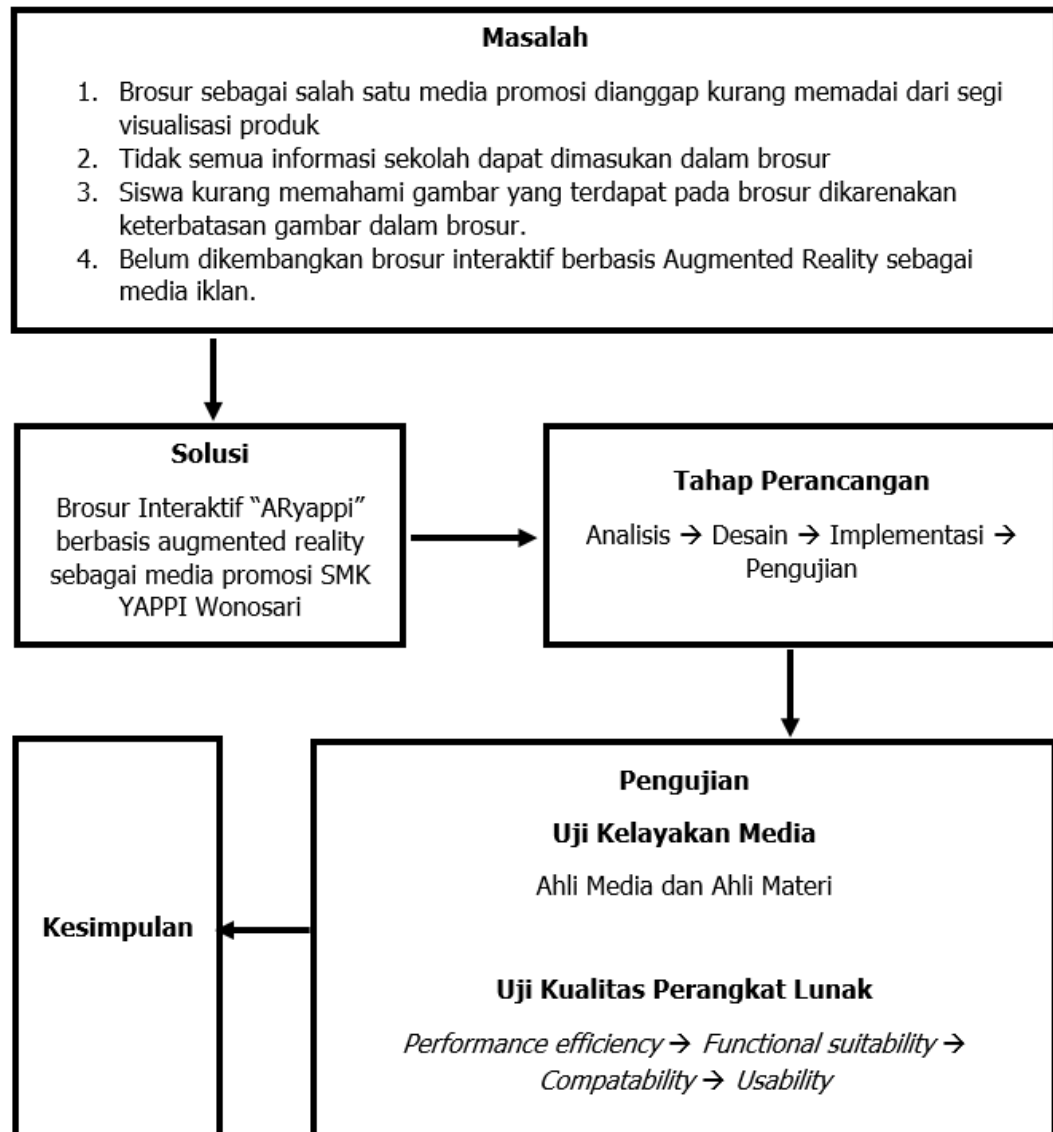 Masalah
1. Brosur sebagai salah satu media promosi dianggap kurang memadai dari segi
visualisasi produk
2. Tidak semua informasi sekolah dapat dimasukan dalam brosur
3. Siswa kurang memahami gambar yang terdapat pada brosur dikarenakan
keterbatasan gambar dalam brosur.
4. Belum dikembangkan brosur interaktif berbasis Augmented Reality sebagai
media iklan.
Solusi
Brosur Interaktif “ARyappi”
berbasis augmented reality
sebagai media promosi SMK
YAPPI Wonosari
Tahap Perancangan
Analisis → Desain → Implementasi →
Pengujian
Pengujian
Uji Kelayakan Media
Ahli Media dan Ahli Materi
Uji Kualitas Perangkat Lunak
Performance efficiency → Functional suitability →
Compatability → Usability
Kesimpulan